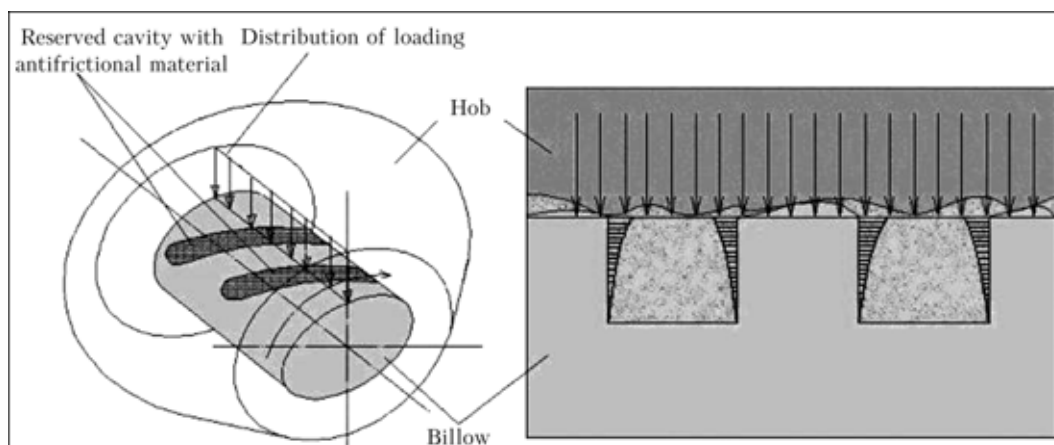 Reserved cavity with
antifrictional material
Distribution of loading
Hob
Billow